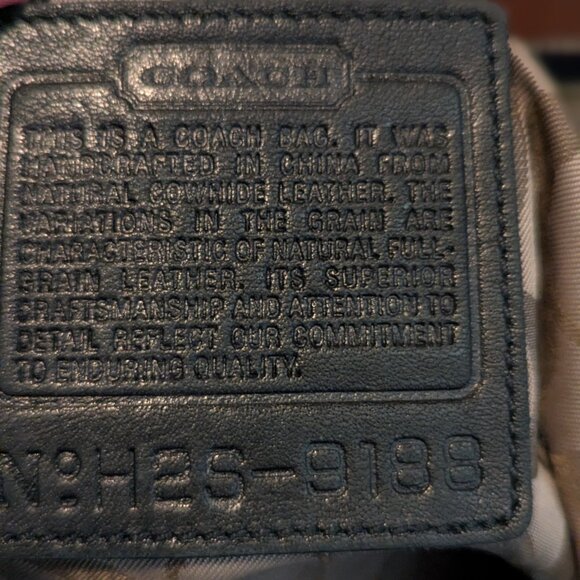 COACH
THIS IS A COACH BAG. IT WAS
HANDCRAFTED IN CHINA FROM
NATURAL COWHIDE LEATHER. THE
VARIATIONS IN THE GRAIN ARE
CHARACTERISTIC OF NATURAL FULL-
GRAIN LEATHER. ITS SUPERIOR
CRAFTSMANSHIP AND ATTENTION TO
DETAIL REFLECT OUR COMMITMENT
TO ENDURING QUALITY.
No:H2S-9188